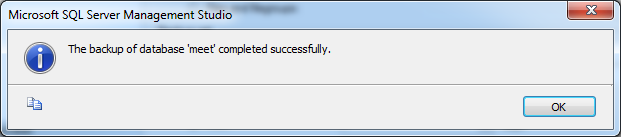 Microsoft SQL Server Management Studio
The backup of database 'meet' completed successfully.
OK